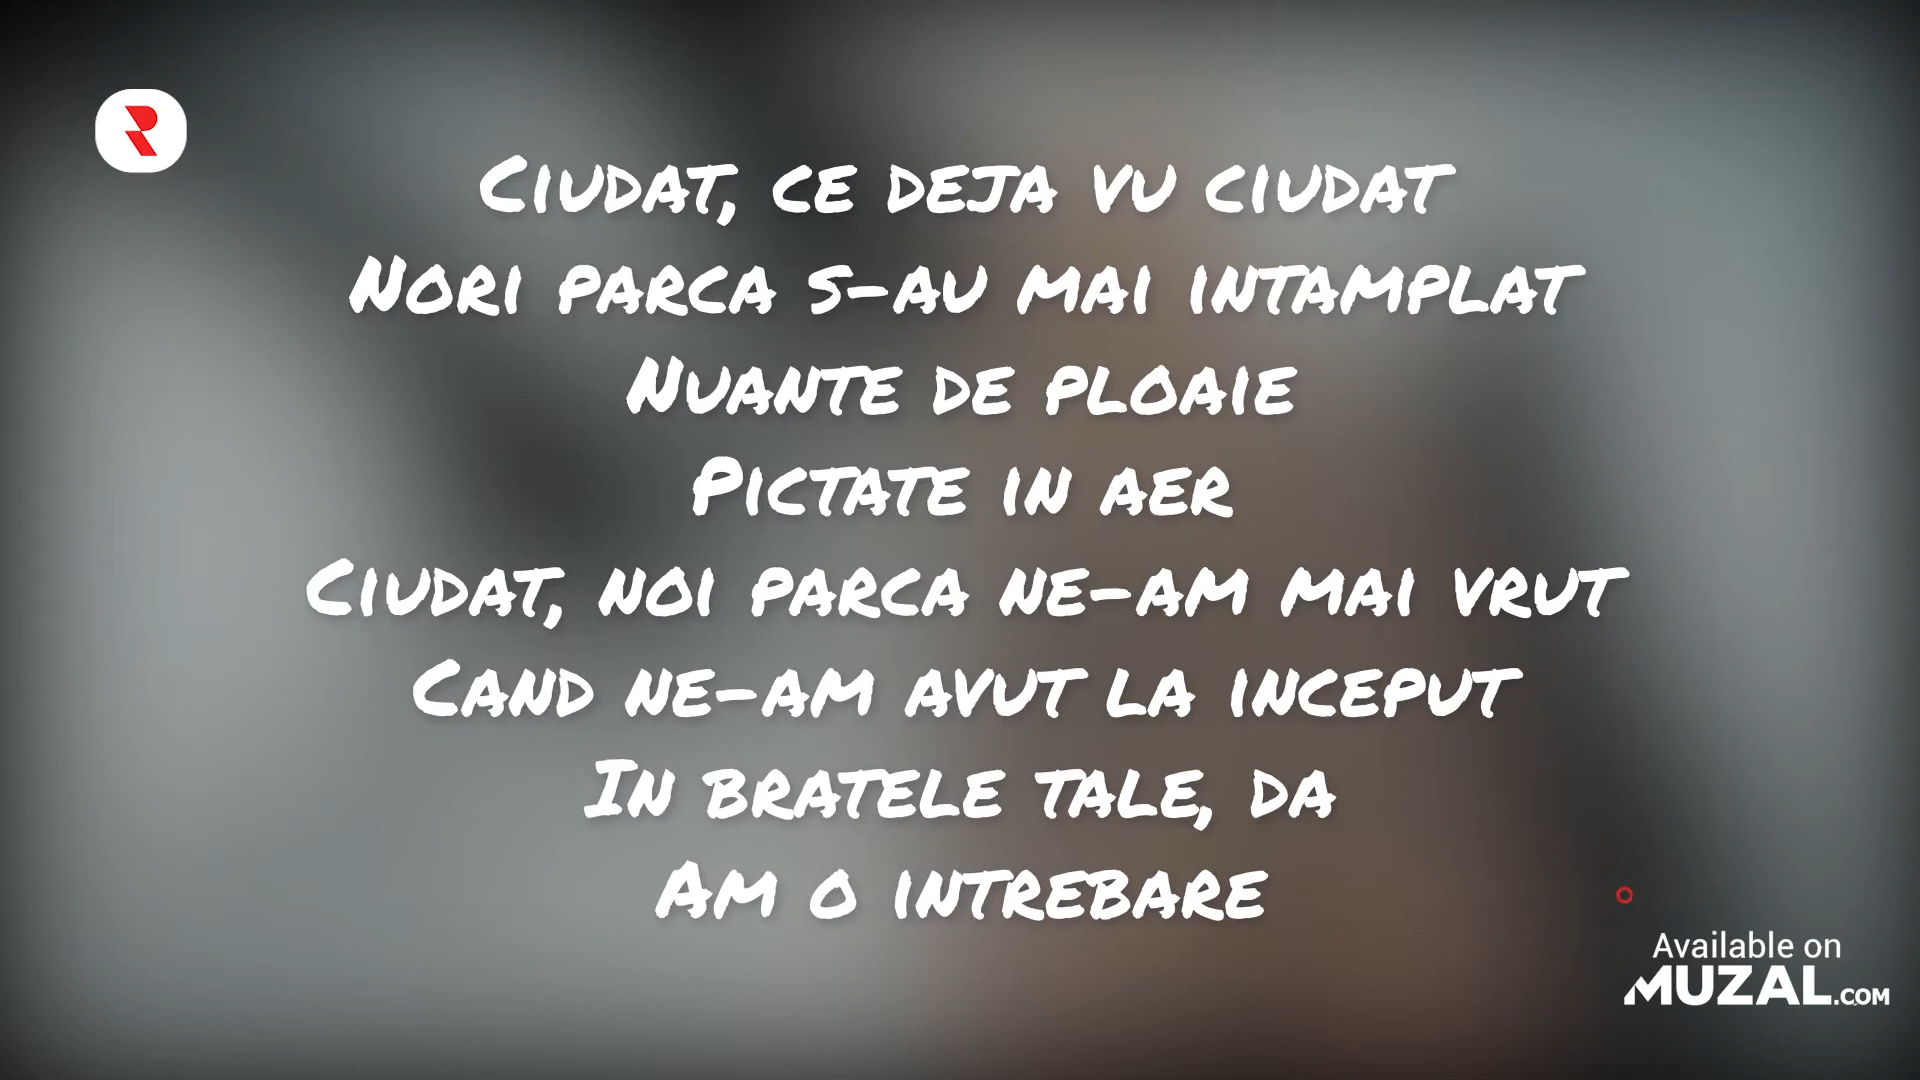 Ciudat, ce deja vu ciudat
Nori parca s-au mai intamplat
Nuante de ploaie
Pictate in aer
Ciudat, noi parca ne-am mai vrut
Cand ne-am avut la inceput
In bratele tale, da
Am o intrebare
Available on
MUZAL.COM